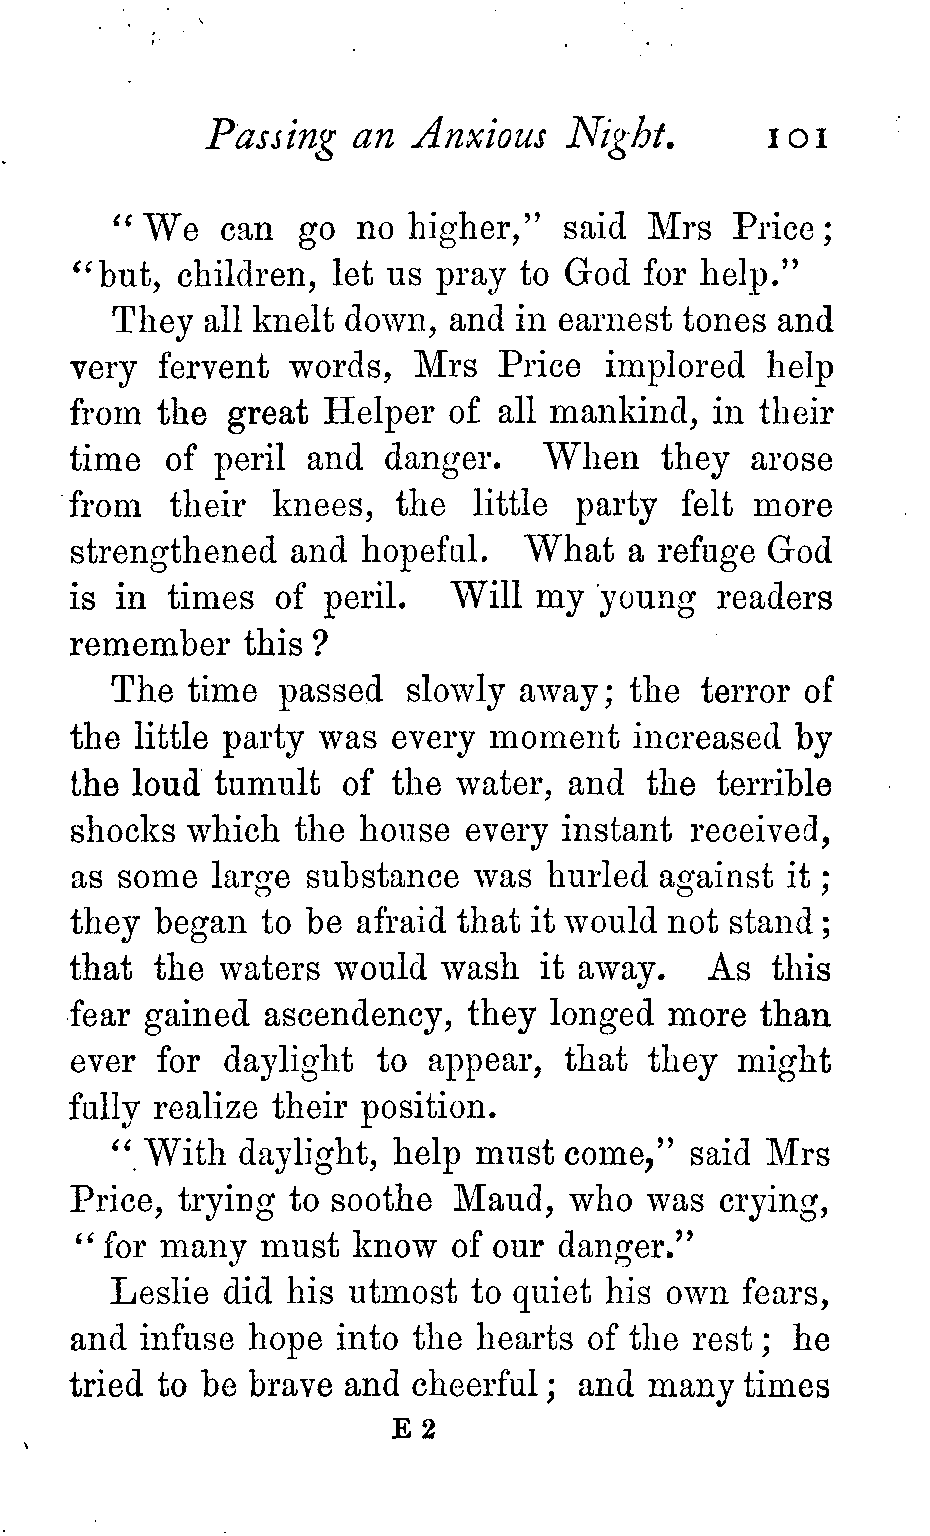 Passing an Anxious Night. 101
“ We can go no higher,” said Mrs Price ;
“but, children, let us pray to God for help.”
They all knelt down, and in earnest tones and
very fervent words, Mrs Price implored help
from the great Helper of all mankind, in their
time of peril and danger. When they arose
from their knees, the little party felt more
strengthened and hopeful. What a refuge God
is in times of peril. Will my young readers
remember this ?
The time passed slowly away; the terror of
the little party was every moment increased by
the loud tumult of the water, and the terrible
shocks which the house every instant received,
as some large substance was hurled against it ;
they began to be afraid that it would not stand ;
that the waters would wash it away. As this
fear gained ascendency, they longed more than
ever for daylight to appear, that they might
fully realize their position.
“ With daylight, help must come,” said Mrs
Price, trying to soothe Maud, who was crying,
“ for many must know of our danger.”
Leslie did his utmost to quiet his own fears,
and infuse hope into the hearts of the rest ; he
tried to be brave and cheerful ; and many times
E 2